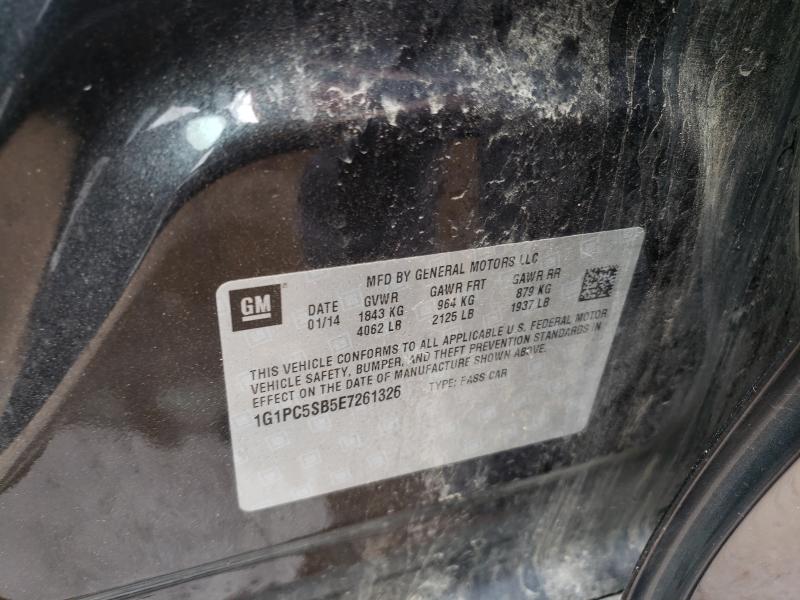 GM
MFD BY GENERAL MOTORS LLC
DATE GVWR GAWR FRT GAWR RR
01/14 1843 KG 964 KG 879 KG
4062 LB 2125 LB 1937 LB
THIS VEHICLE CONFORMS TO ALL APPLICABLE U.S. FEDERAL MOTOR
VEHICLE SAFETY, BUMPER, AND THEFT PREVENTION STANDARDS IN
EFFECT ON THE DATE OF MANUFACTURE SHOWN ABOVE.
1G1PC5SB5E7261326 TYPE: PASS CAR